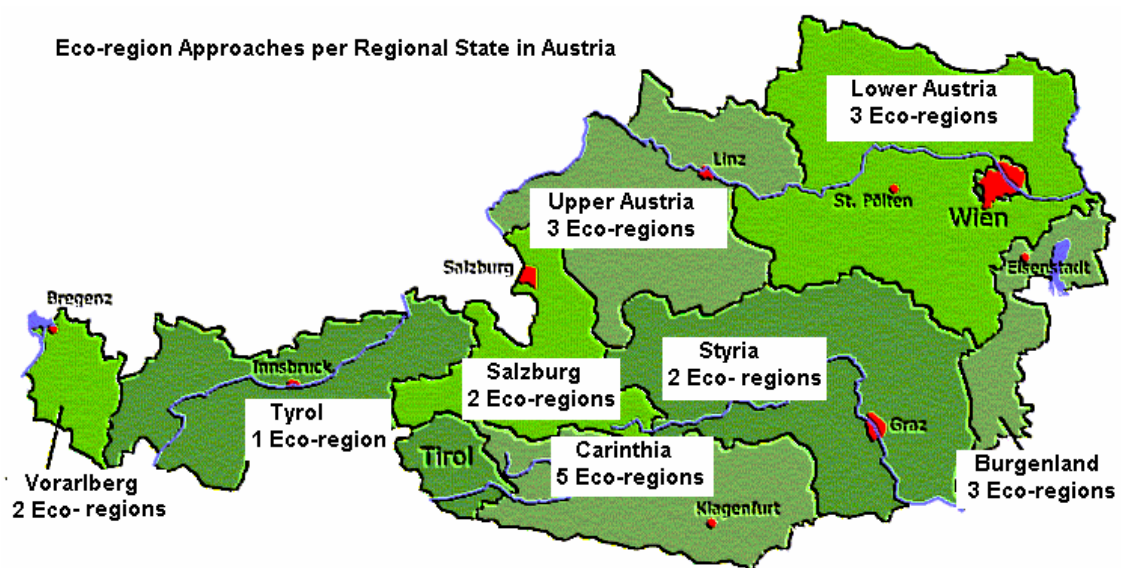 Eco-region Approaches per Regional State in Austria
Lower Austria
3 Eco-regions
Linz
St. Pölten
Wien
Upper Austria
3 Eco-regions
Salzburg
Eisenstadt
Bregenz
Innsbruck
Styria
2 Eco- regions
Salzburg
2 Eco-regions
Tyrol
1 Eco-region
Graz
Tirol
Carinthia
5 Eco-regions
Burgenland
3 Eco-regions
Vorarlberg
2 Eco- regions
Klagenfurt